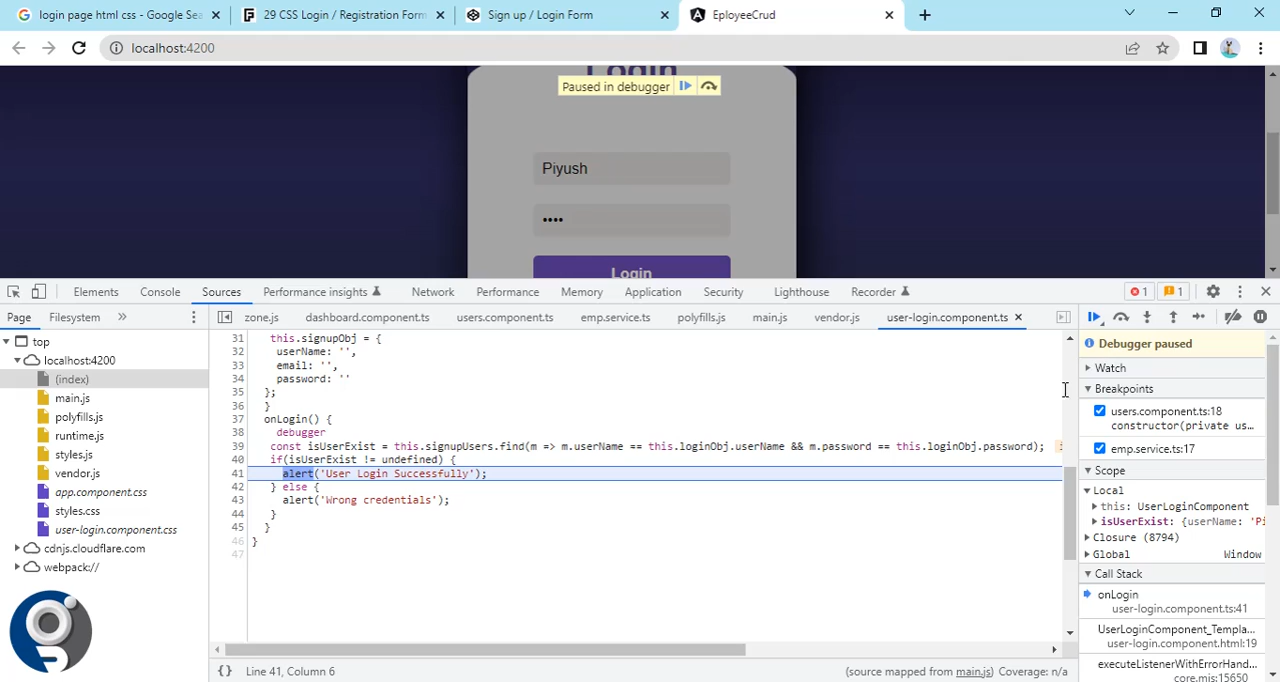 login page html css - Google Sea
29 CSS Login / Registration Form
Sign up / Login Form
EployeeCrud
localhost:4200
Login
Paused in debugger
Piyush
••••
Login
Elements
Console
Sources
Performance insights
Network
Performance
Memory
Application
Security
Lighthouse
Recorder
1
1
Page
Filesystem
»
zone.js
dashboard.component.ts
users.component.ts
emp.service.ts
polyfills.js
main.js
vendor.js
user-login.component.ts
top
localhost:4200
(index)
main.js
polyfills.js
runtime.js
styles.js
vendor.js
app.component.css
styles.css
user-login.component.css
cdnjs.cloudflare.com
webpack://
31 this.signupObj = {
32 userName: '',
33 email: '',
34 password: ''
35 };
36 }
37 onLogin() {
38 debugger
39 const isUserExist = this.signupUsers.find(m => m.userName == this.loginObj.userName && m.password == this.loginObj.password);
40 if(isUserExist != undefined) {
41 alert('User Login Successfully');
42 } else {
43 alert('Wrong credentials');
44 }
45 }
46 }
47
{ } Line 41, Column 6
(source mapped from main.js) Coverage: n/a
Debugger paused
Watch
Breakpoints
users.component.ts:18
constructor(private us…
emp.service.ts:17
Scope
Local
this: UserLoginComponent
isUserExist: {userName: 'Pi
Closure (8794)
Global Window
Call Stack
onLogin
user-login.component.ts:41
UserLoginComponent_Templa…
user-login.component.html:19
executeListenerWithErrorHand…
core.mjs:15650